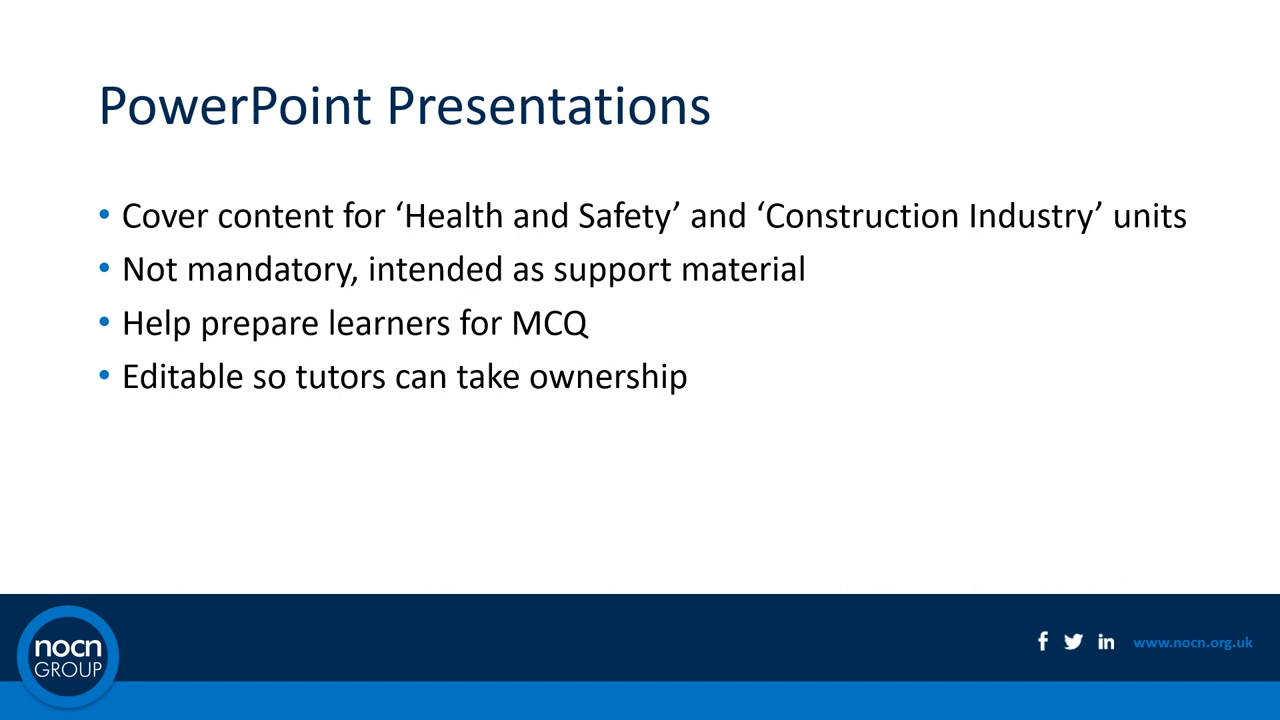 PowerPoint Presentations
• Cover content for ‘Health and Safety’ and ‘Construction Industry’ units
• Not mandatory, intended as support material
• Help prepare learners for MCQ
• Editable so tutors can take ownership
nocn
GROUP
www.nocn.org.uk